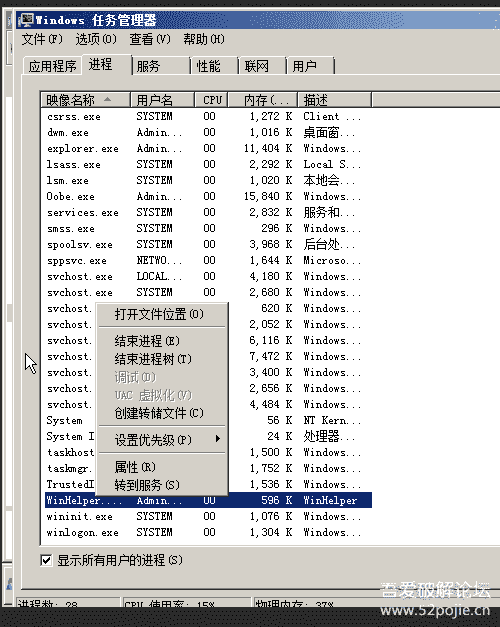 Windows 任务管理器
文件(F) 选项(O) 查看(V) 帮助(H)
应用程序 进程 服务 性能 联网 用户
映像名称 用户名 CPU 内存(... 描述
csrss.exe SYSTEM 00 1,272 K Client ...
dwm.exe Admin... 00 1,016 K 桌面窗...
explorer.exe Admin... 00 11,404 K Windows...
lsass.exe SYSTEM 00 2,292 K Local S...
lsm.exe SYSTEM 00 1,020 K 本地会...
Oobe.exe Admin... 00 15,840 K Windows...
services.exe SYSTEM 00 2,832 K 服务和...
smss.exe SYSTEM 00 296 K Windows...
spoolsv.exe SYSTEM 00 3,968 K 后台处...
sppsvc.exe NETWO... 00 1,644 K Microso...
svchost.exe LOCAL... 00 4,180 K Windows...
svchost.exe SYSTEM 00 2,680 K Windows...
svchost. 620 K Windows...
svchost. 2,052 K Windows...
svchost. 6,116 K Windows...
svchost. 7,472 K Windows...
svchost. 3,400 K Windows...
svchost. 2,656 K Windows...
svchost. 4,484 K Windows...
System 56 K NT Kern...
System I 24 K 处理器...
taskhost 1,500 K Windows...
taskmgr. 1,752 K Windows...
TrustedI 1,536 K Windows...
WinHelper.... Admin... 00 596 K WinHelper
wininit.exe SYSTEM 00 1,076 K Windows...
winlogon.exe SYSTEM 00 1,304 K Windows...
打开文件位置(O)
结束进程(E)
结束进程树(T)
调试(D)
UAC 虚拟化(V)
创建转储文件(C)
设置优先级(P)
属性(R)
转到服务(S)
显示所有用户的进程(S)
进程数: 28 CPU 使用率: 15% 物理内存: 37%
吾爱破解论坛
www.52pojie.cn